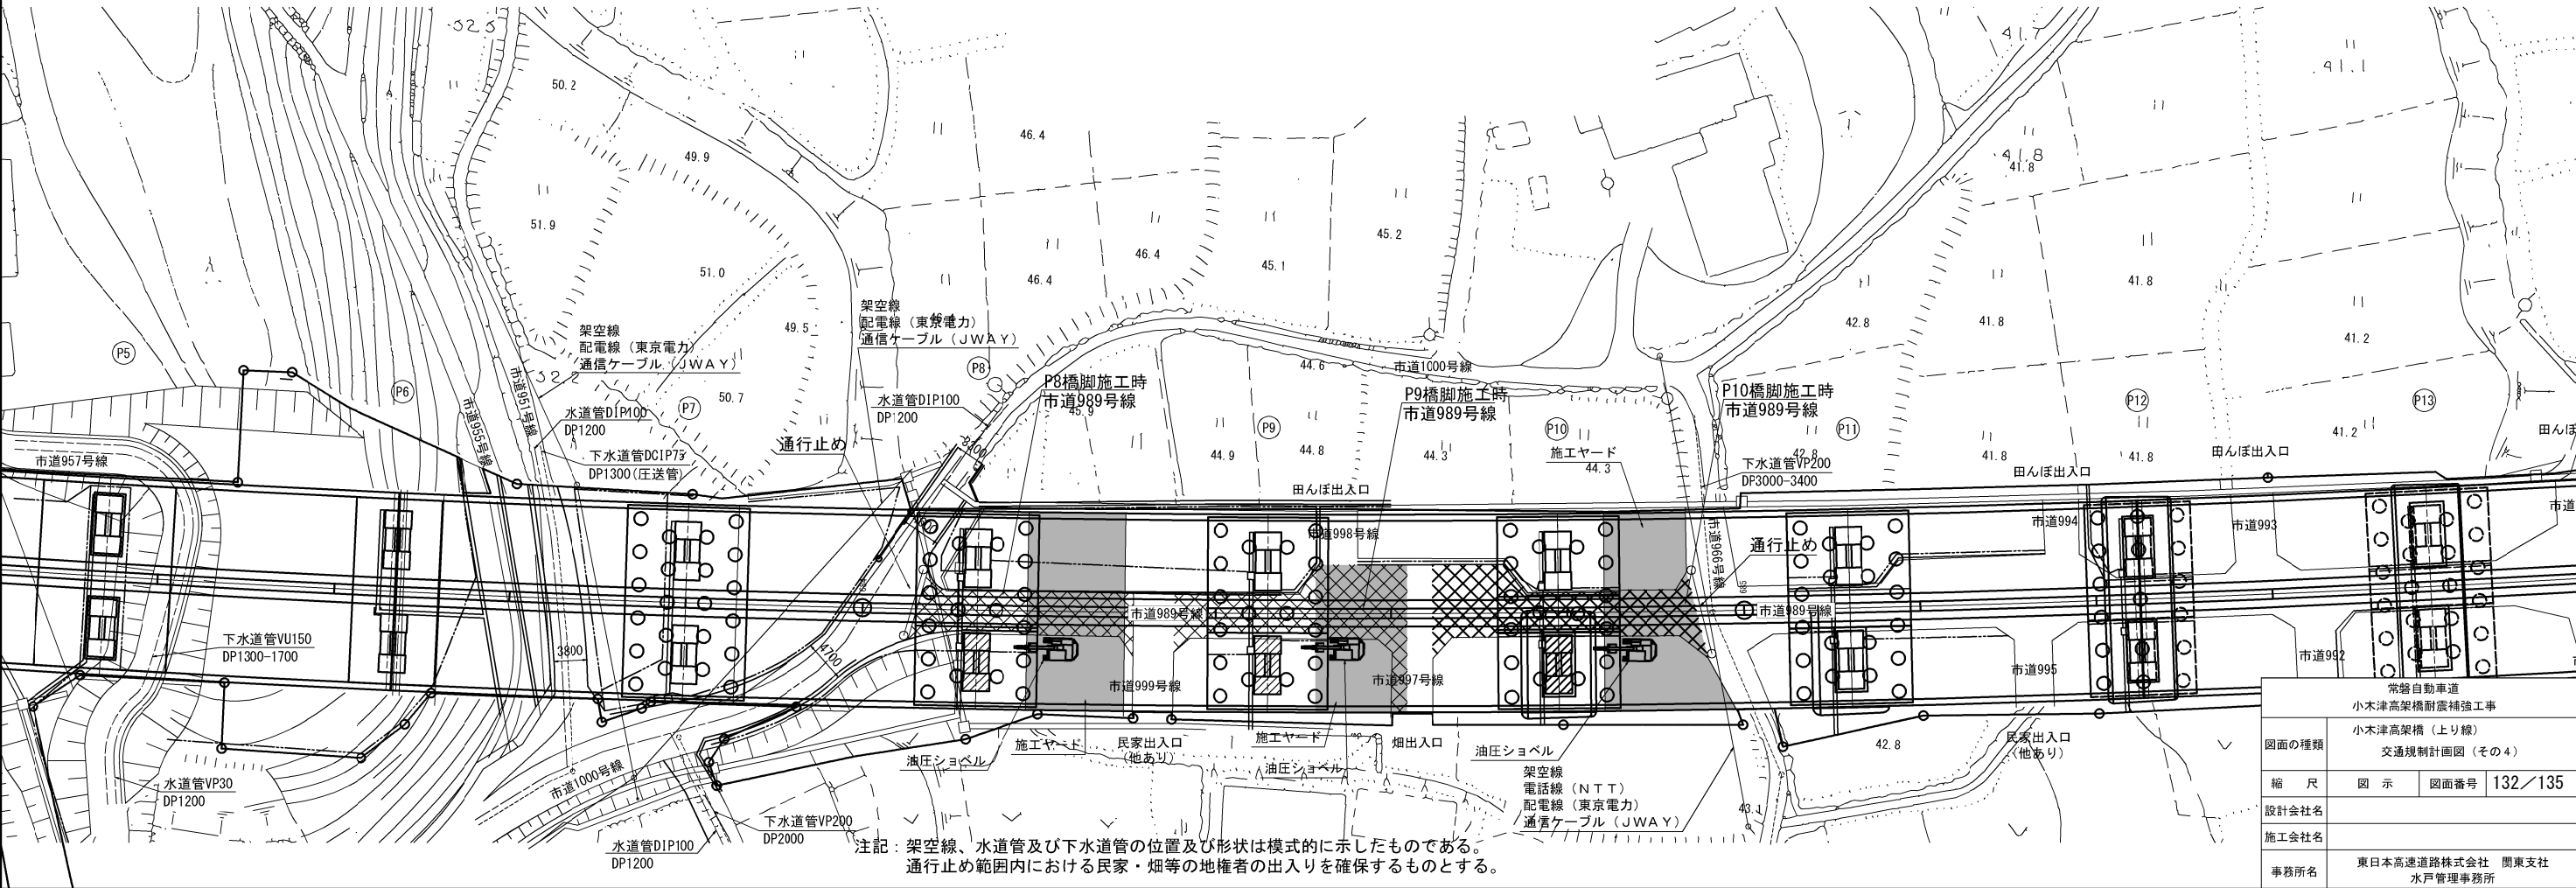 52.5
50.2
49.9
51.9
51.0
49.5
50.7
52.2
46.4
46.4
46.4
45.1
45.2
44.6
45.9
44.9
44.8
44.3
44.3
41.7
41.1
41.8
41.8
42.8
41.8
41.8
41.2
42.8
41.8
41.8
41.2
42.8
43.1
P5
P6
P7
P8
P9
P10
P11
P12
P13
架空線
配電線（東京電力）
通信ケーブル（JWAY）
架空線
配電線（東京電力）
通信ケーブル（JWAY）
市道957号線
市道955号線
市道951号線
水道管DIP100
DP1200
下水道管DCIP75
DP1300(圧送管)
水道管DIP100
DP1200
通行止め
P8橋脚施工時
市道989号線
市道1000号線
P9橋脚施工時
市道989号線
P10橋脚施工時
市道989号線
施工ヤード
下水道管VP200
DP3000-3400
田んぼ出入口
田んぼ出入口
田んぼ出入口
田んぼ
市道998号線
市道966号線
通行止め
市道994
市道993
市道
市道989号線
市道989号線
下水道管VU150
DP1300-1700
3800
4700
市道999号線
市道997号線
市道995
市道992
施工ヤード
民家出入口
(他あり)
施工ヤード
畑出入口
油圧ショベル
油圧ショベル
油圧ショベル
民家出入口
(他あり)
架空線
電話線（NTT）
配電線（東京電力）
通信ケーブル（JWAY）
市道1000号線
水道管VP30
DP1200
水道管DIP100
DP1200
下水道管VP200
DP2000
注記：架空線、水道管及び下水道管の位置及び形状は模式的に示したものである。
通行止め範囲内における民家・畑等の地権者の出入りを確保するものとする。
常磐自動車道
小木津高架橋耐震補強工事
図面の種類
小木津高架橋（上り線）
交通規制計画図（その4）
縮　尺
図　示
図面番号
132／135
設計会社名
施工会社名
事務所名
東日本高速道路株式会社　関東支社
水戸管理事務所